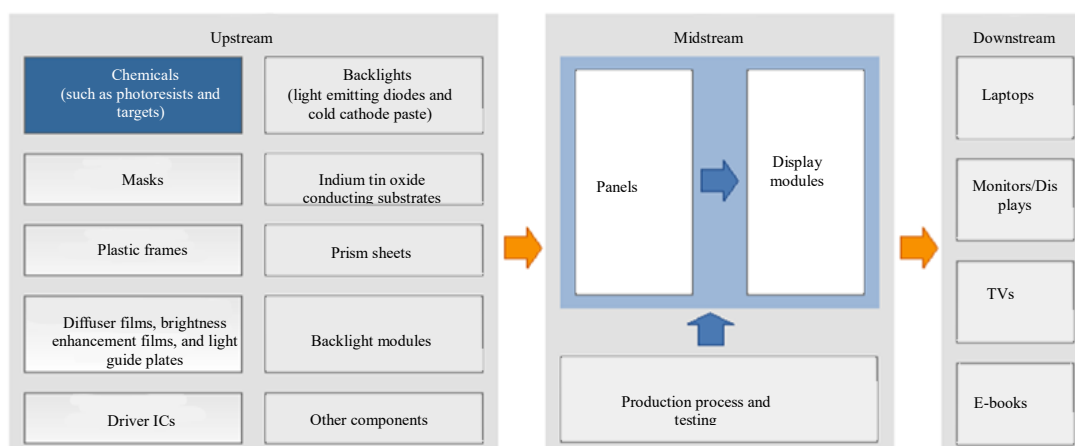 Upstream
Chemicals
(such as photoresists and
targets)
Backlights
(light emitting diodes and
cold cathode paste)
Masks
Indium tin oxide
conducting substrates
Plastic frames
Prism sheets
Diffuser films, brightness
enhancement films, and light
guide plates
Backlight modules
Driver ICs
Other components
Midstream
Panels
Display
modules
Production process and
testing
Downstream
Laptops
Monitors/Dis
plays
TVs
E-books